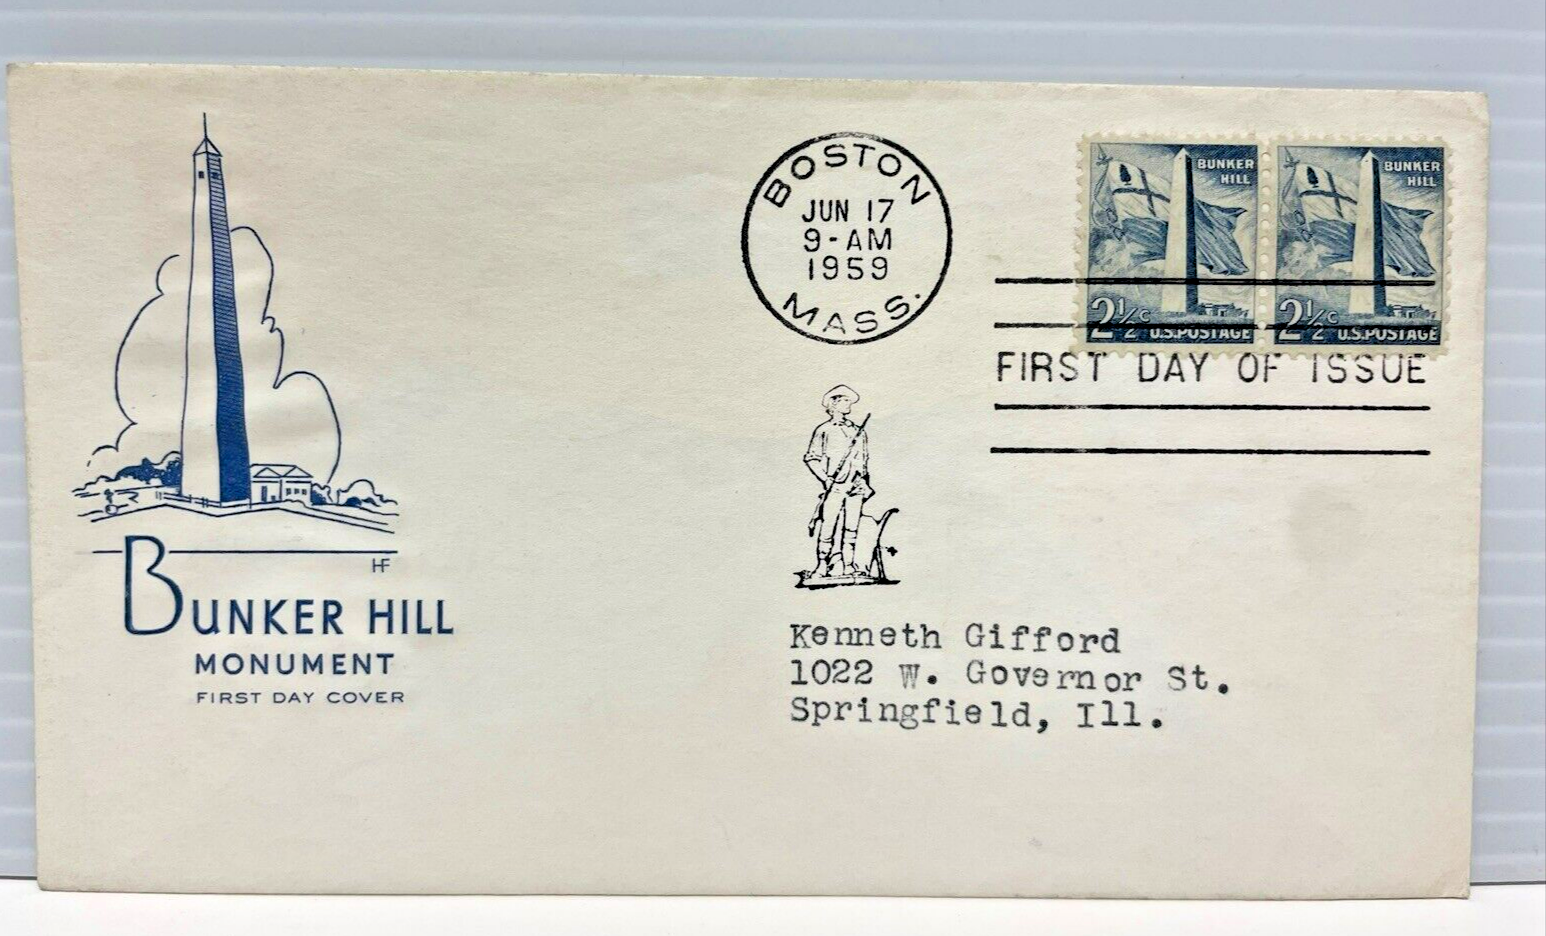 BOSTON
JUN 17
9-AM
1959
MASS.
BUNKER
HILL
2½c U.S.POSTAGE
BUNKER
HILL
2½c U.S.POSTAGE
FIRST DAY OF ISSUE
HF
BUNKER HILL
MONUMENT
FIRST DAY COVER
Kenneth Gifford
1022 W. Governor St.
Springfield, Ill.